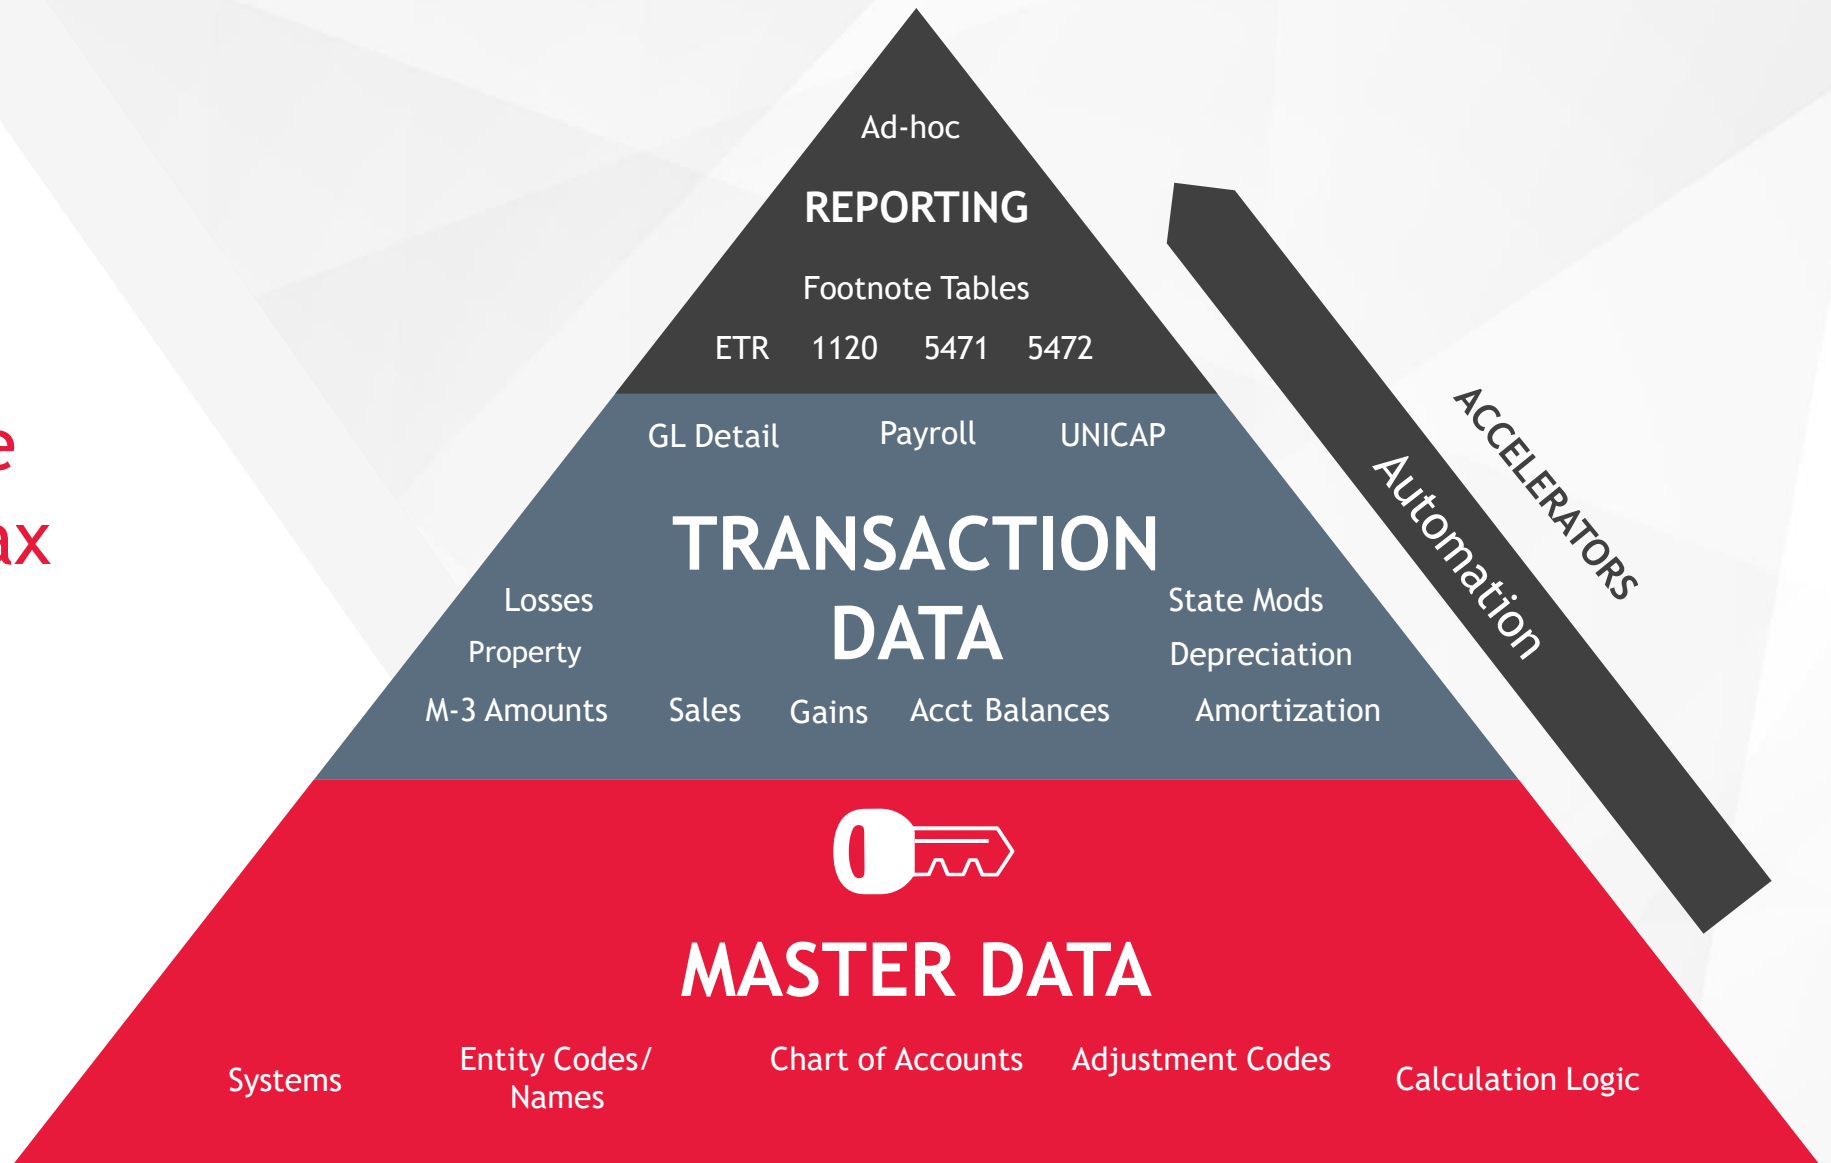 Ad-hoc
REPORTING
Footnote Tables
ETR 1120 5471 5472
GL Detail Payroll UNICAP
TRANSACTION
DATA
Losses
Property
State Mods
Depreciation
M-3 Amounts Sales Gains Acct Balances Amortization
MASTER DATA
Systems
Entity Codes/
Names
Chart of Accounts
Adjustment Codes
Calculation Logic
ACCELERATORS
Automation